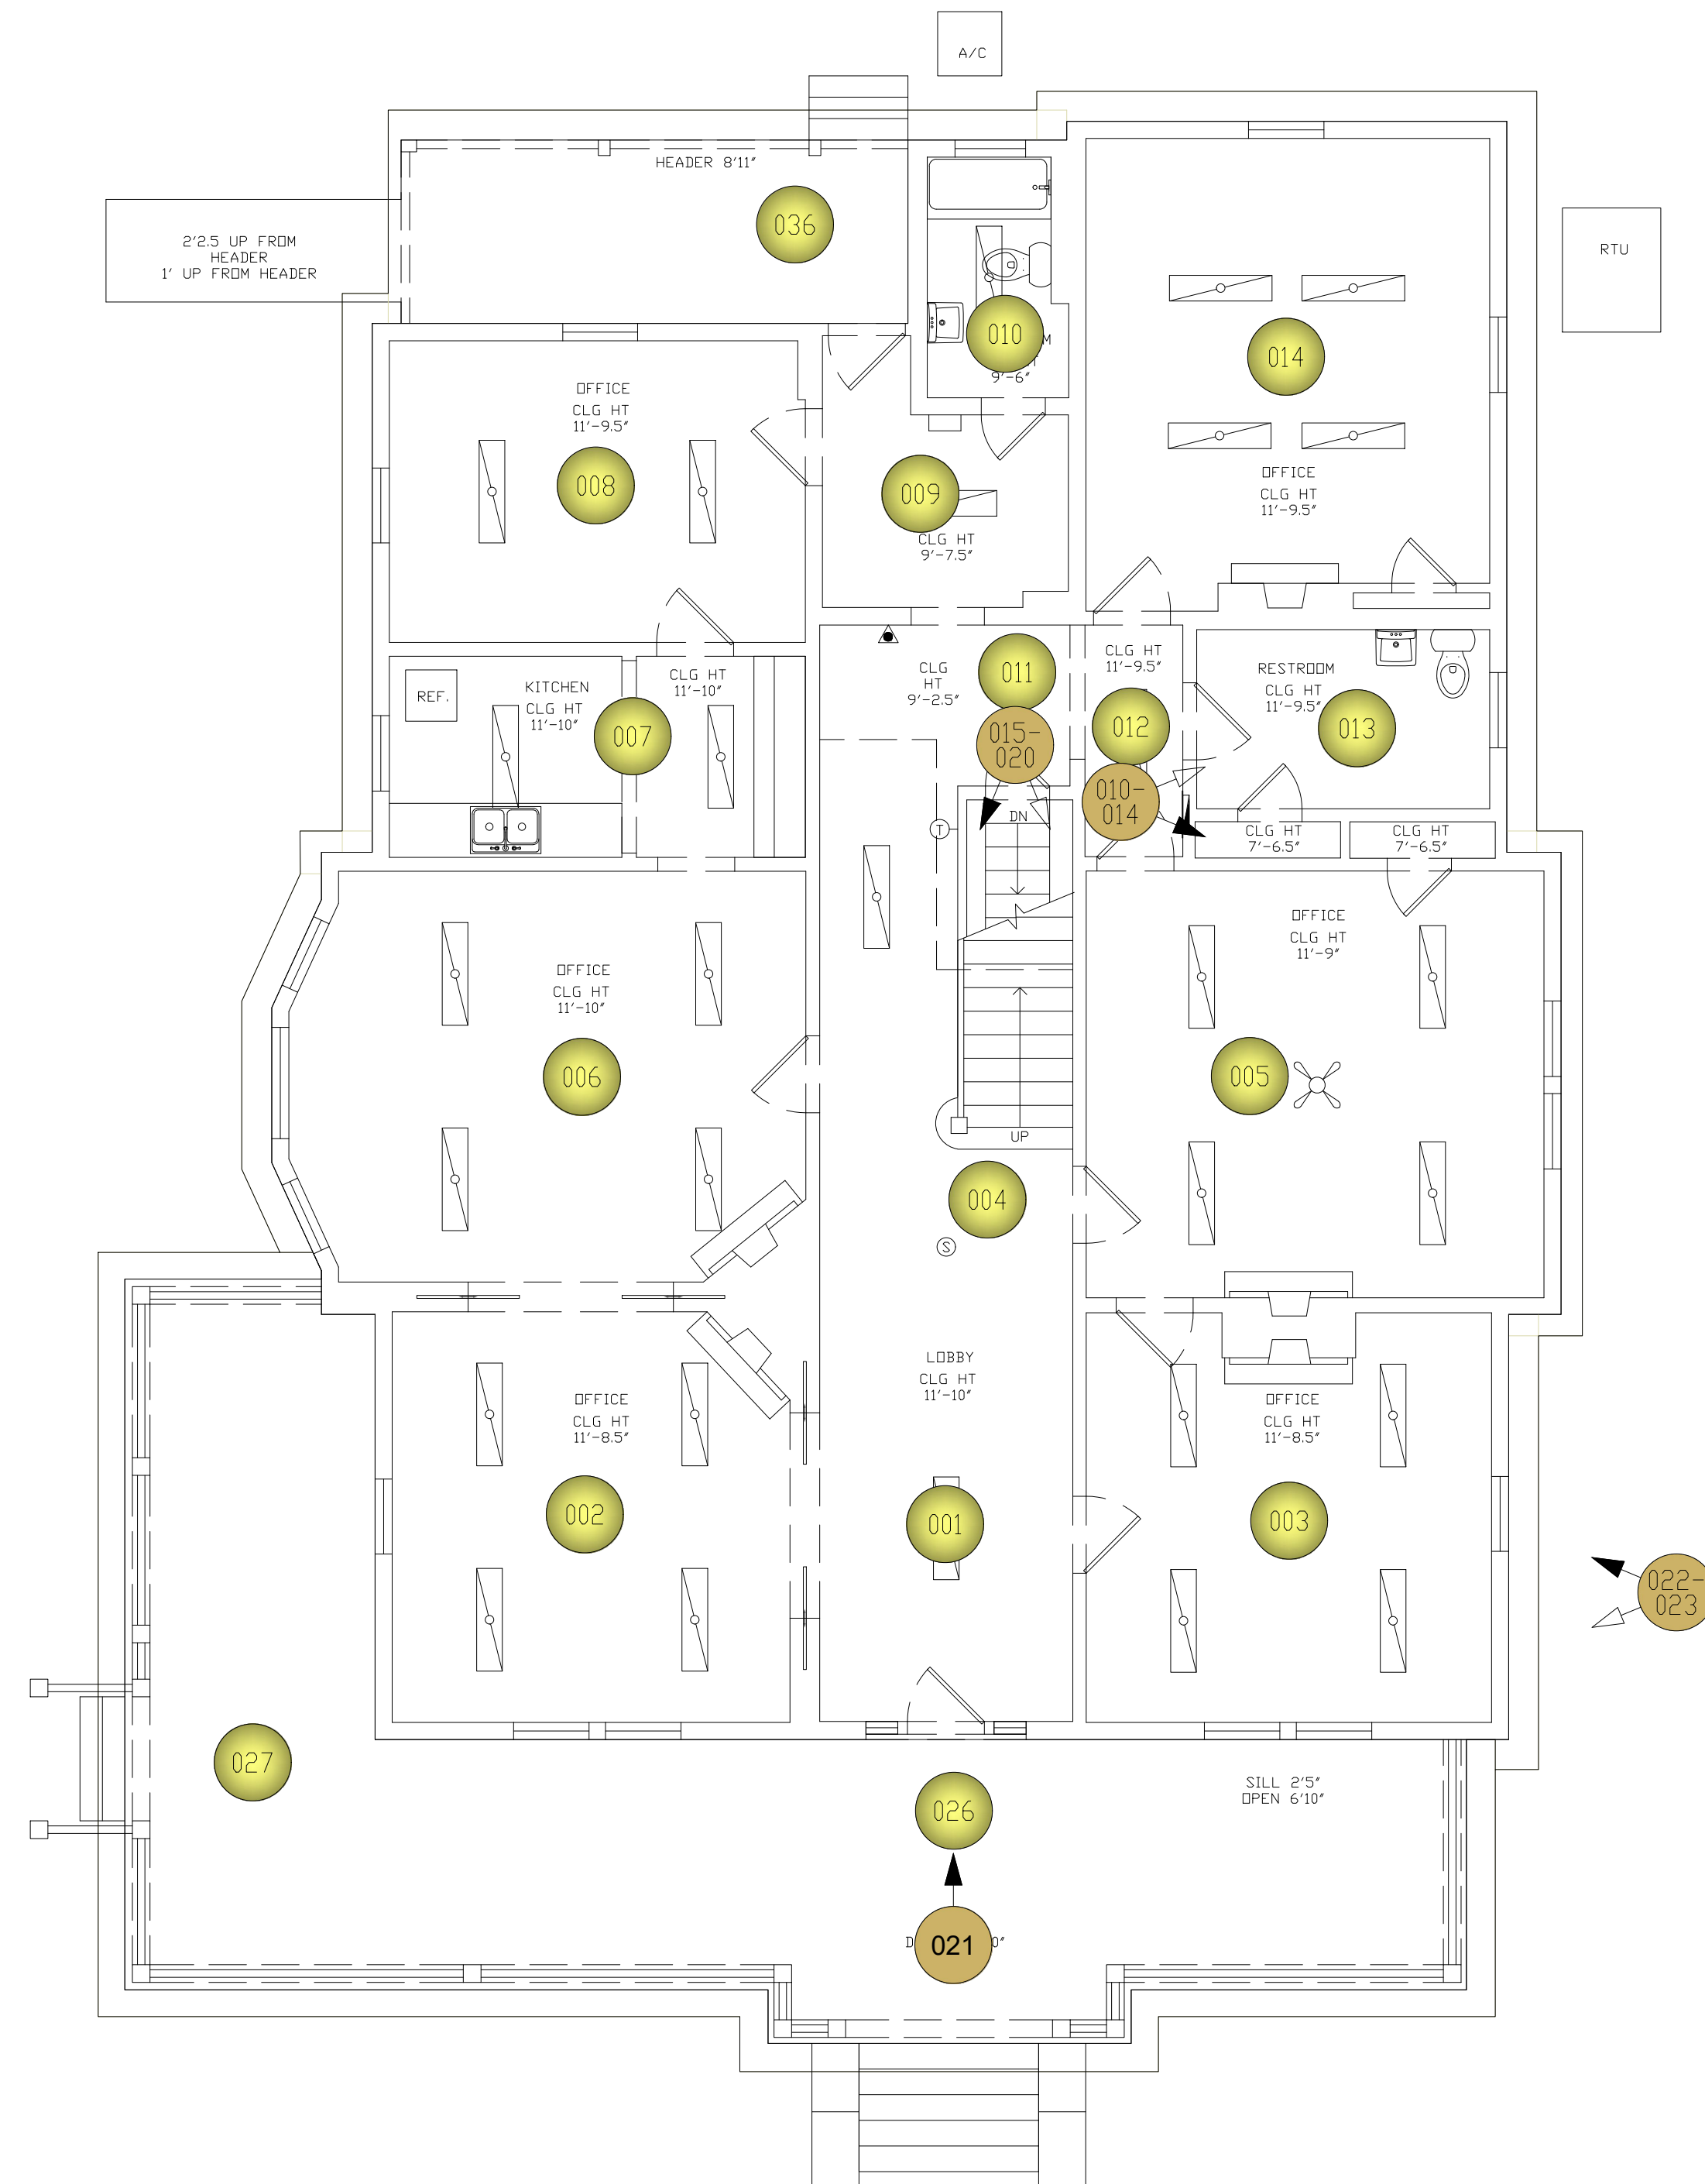 A/C
HEADER 8'11"
036
2'2.5 UP FROM
HEADER
1' UP FROM HEADER
RTU
010
M
9'-6"
014
OFFICE
CLG HT
11'-9.5"
008
009
CLG HT
9'-7.5"
OFFICE
CLG HT
11'-9.5"
REF.
KITCHEN
CLG HT
11'-10"
007
CLG HT
11'-10"
CLG
HT
9'-2.5"
011
015-
020
CLG HT
11'-9.5"
012
010-
014
RESTROOM
CLG HT
11'-9.5"
013
T
DN
CLG HT
7'-6.5"
CLG HT
7'-6.5"
OFFICE
CLG HT
11'-10"
006
OFFICE
CLG HT
11'-9"
005
UP
004
S
LOBBY
CLG HT
11'-10"
OFFICE
CLG HT
11'-8.5"
002
001
OFFICE
CLG HT
11'-8.5"
003
022-
023
027
026
SILL 2'5"
OPEN 6'10"
D
021
0"